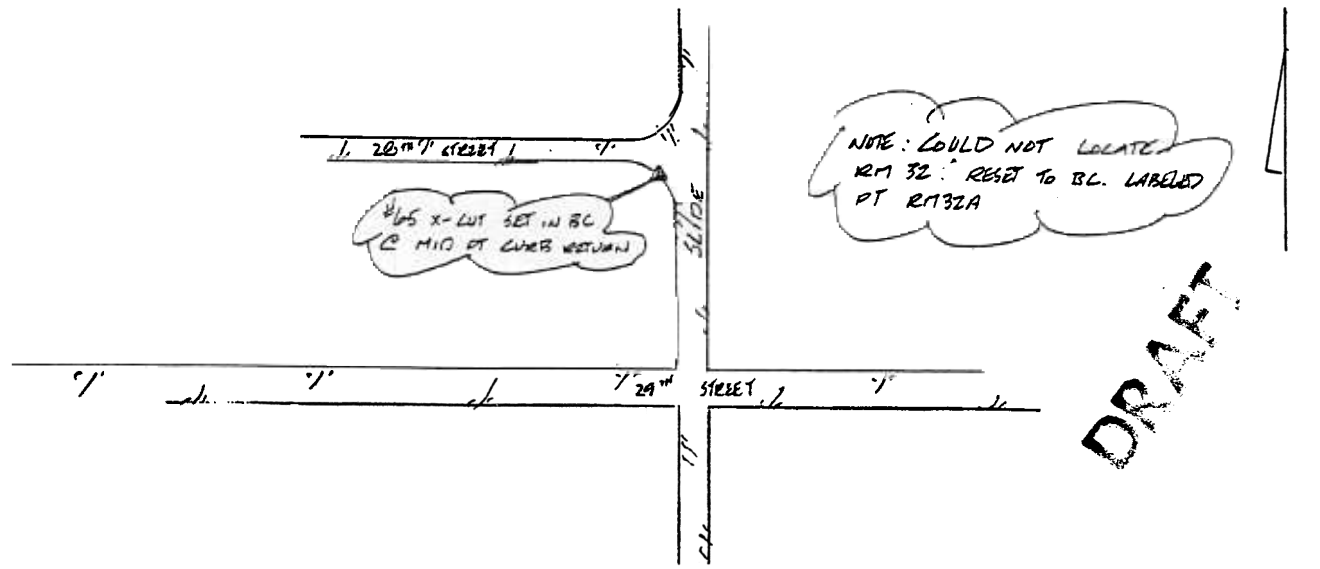 28TH STREET
NOTE: COULD NOT LOCATE
RM 32: RESET TO BC. LABELED
PT RM32A
#65 X-CUT SET IN BC
@ MID PT CURB RETURN
SLIDE
29TH STREET
DRAFT